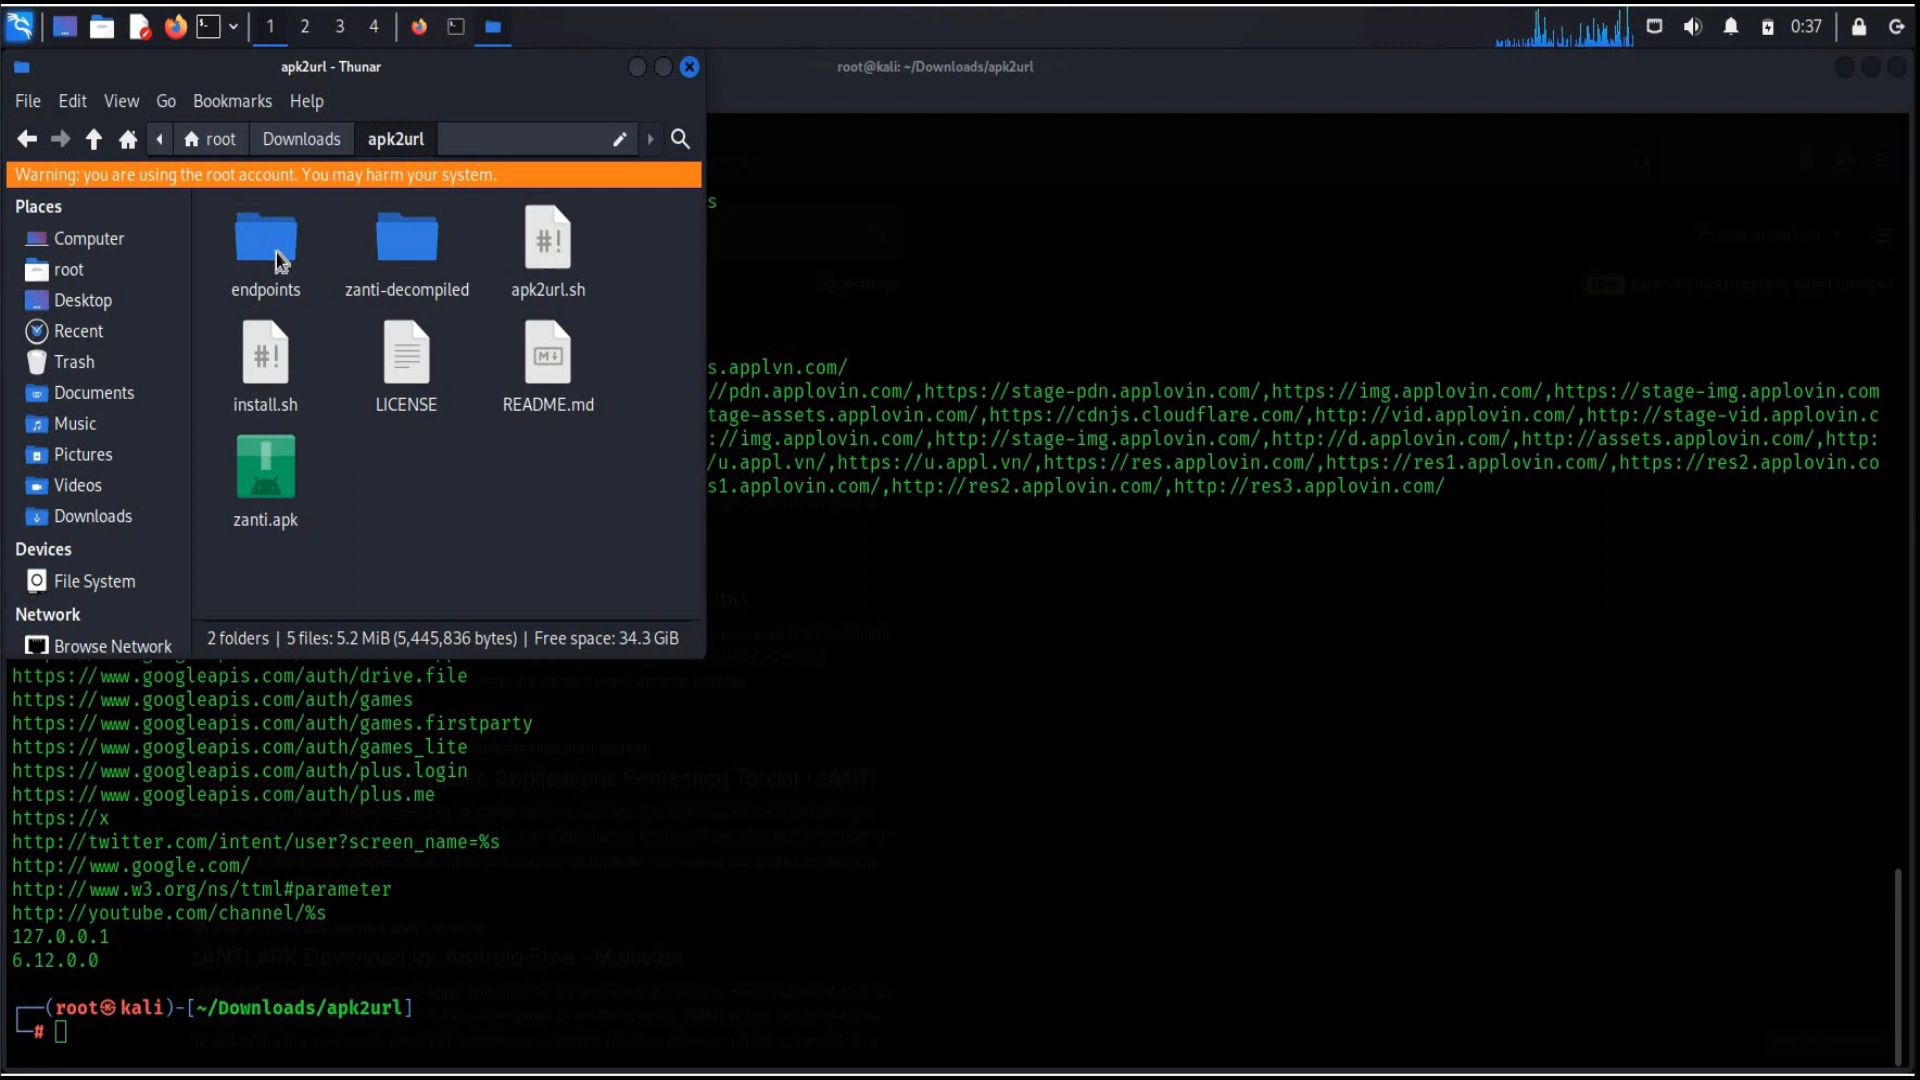 1 2 3 4
0:37
apk2url - Thunar
root@kali: ~/Downloads/apk2url
File Edit View Go Bookmarks Help
root Downloads apk2url
Warning: you are using the root account. You may harm your system.
Places
Computer
root
Desktop
Recent
Trash
Documents
Music
Pictures
Videos
Downloads
Devices
File System
Network
Browse Network
endpoints zanti-decompiled apk2url.sh
install.sh LICENSE README.md
zanti.apk
2 folders | 5 files: 5.2 MiB (5,445,836 bytes) | Free space: 34.3 GiB
s
s.applvn.com/
//pdn.applovin.com/,https://stage-pdn.applovin.com/,https://img.applovin.com/,https://stage-img.applovin.com
tage-assets.applovin.com/,https://cdnjs.cloudflare.com/,http://vid.applovin.com/,http://stage-vid.applovin.c
://img.applovin.com/,http://stage-img.applovin.com/,http://d.applovin.com/,http://assets.applovin.com/,http:
/u.appl.vn/,https://u.appl.vn/,https://res.applovin.com/,https://res1.applovin.com/,https://res2.applovin.co
s1.applovin.com/,http://res2.applovin.com/,http://res3.applovin.com/
https://www.googleapis.com/auth/drive.file
https://www.googleapis.com/auth/games
https://www.googleapis.com/auth/games.firstparty
https://www.googleapis.com/auth/games_lite
https://www.googleapis.com/auth/plus.login
https://www.googleapis.com/auth/plus.me
https://x
http://twitter.com/intent/user?screen_name=%s
http://www.google.com/
http://www.w3.org/ns/ttml#parameter
http://youtube.com/channel/%s
127.0.0.1
6.12.0.0
(root㉿kali)-[~/Downloads/apk2url]
#